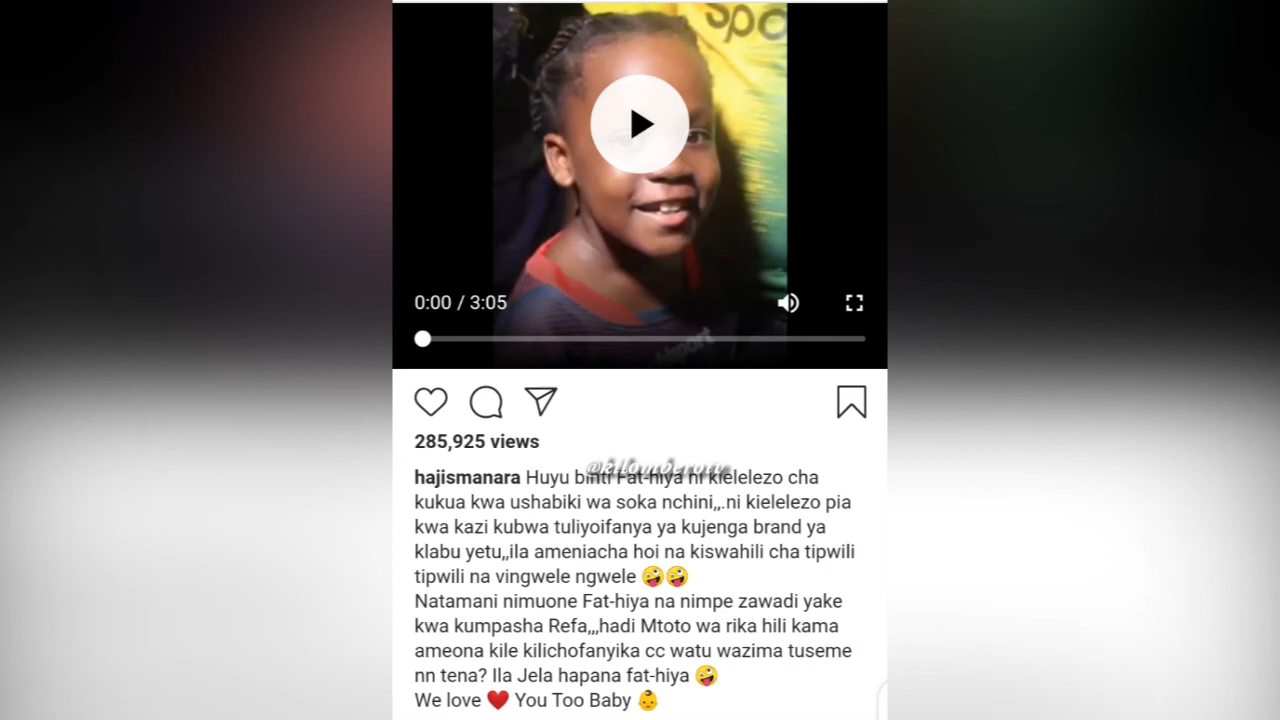 spo
0:00 / 3:05
285,925 views
@kilomberotv
hajismanara Huyu binti Fat-hiya ni kielelezo cha
kukua kwa ushabiki wa soka nchini,,.ni kielelezo pia
kwa kazi kubwa tuliyoifanya ya kujenga brand ya
klabu yetu,,ila ameniacha hoi na kiswahili cha tipwili
tipwili na vingwele ngwele 🤪🤪
Natamani nimuone Fat-hiya na nimpe zawadi yake
kwa kumpasha Refa,,,hadi Mtoto wa rika hili kama
ameona kile kilichofanyika cc watu wazima tuseme
nn tena? Ila Jela hapana fat-hiya 🤪
We love ❤️ You Too Baby 👶